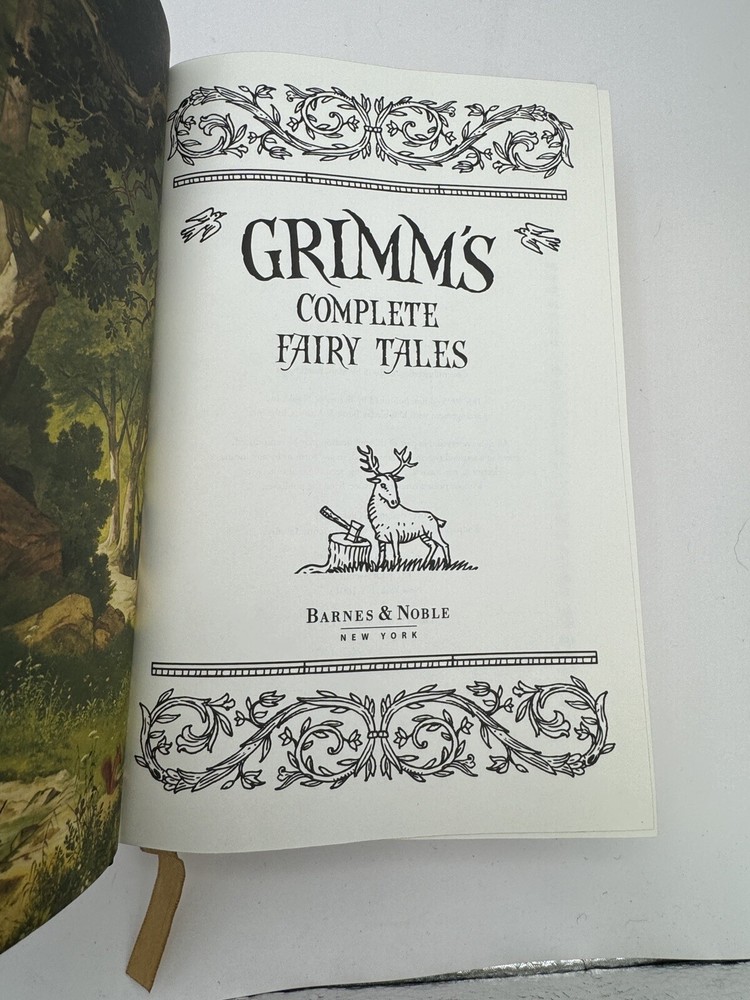 GRIMM'S
COMPLETE
FAIRY TALES
BARNES & NOBLE
NEW YORK